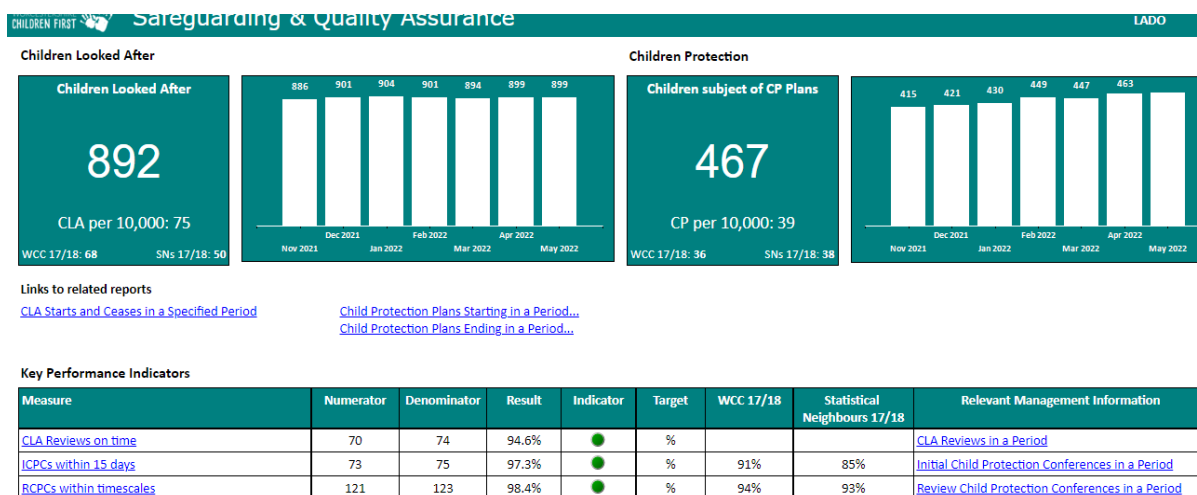 CHILDREN FIRST
Safeguarding & Quality Assurance
LADO
Children Looked After
Children Protection
Children Looked After
892
CLA per 10,000: 75
WCC 17/18: 68 SNs 17/18: 50
886 901 904 901 894 899 899
Nov 2021 Dec 2021 Jan 2022 Feb 2022 Mar 2022 Apr 2022 May 2022
Children subject of CP Plans
467
CP per 10,000: 39
WCC 17/18: 36 SNs 17/18: 38
415 421 430 449 447 463
Nov 2021 Dec 2021 Jan 2022 Feb 2022 Mar 2022 Apr 2022 May 2022
Links to related reports
CLA Starts and Ceases in a Specified Period
Child Protection Plans Starting in a Period...
Child Protection Plans Ending in a Period...
Key Performance Indicators
Measure Numerator Denominator Result Indicator Target WCC 17/18 Statistical Neighbours 17/18 Relevant Management Information
CLA Reviews on time 70 74 94.6% % CLA Reviews in a Period
ICPCs within 15 days 73 75 97.3% % 91% 85% Initial Child Protection Conferences in a Period
RCPCs within timescales 121 123 98.4% % 94% 93% Review Child Protection Conferences in a Period